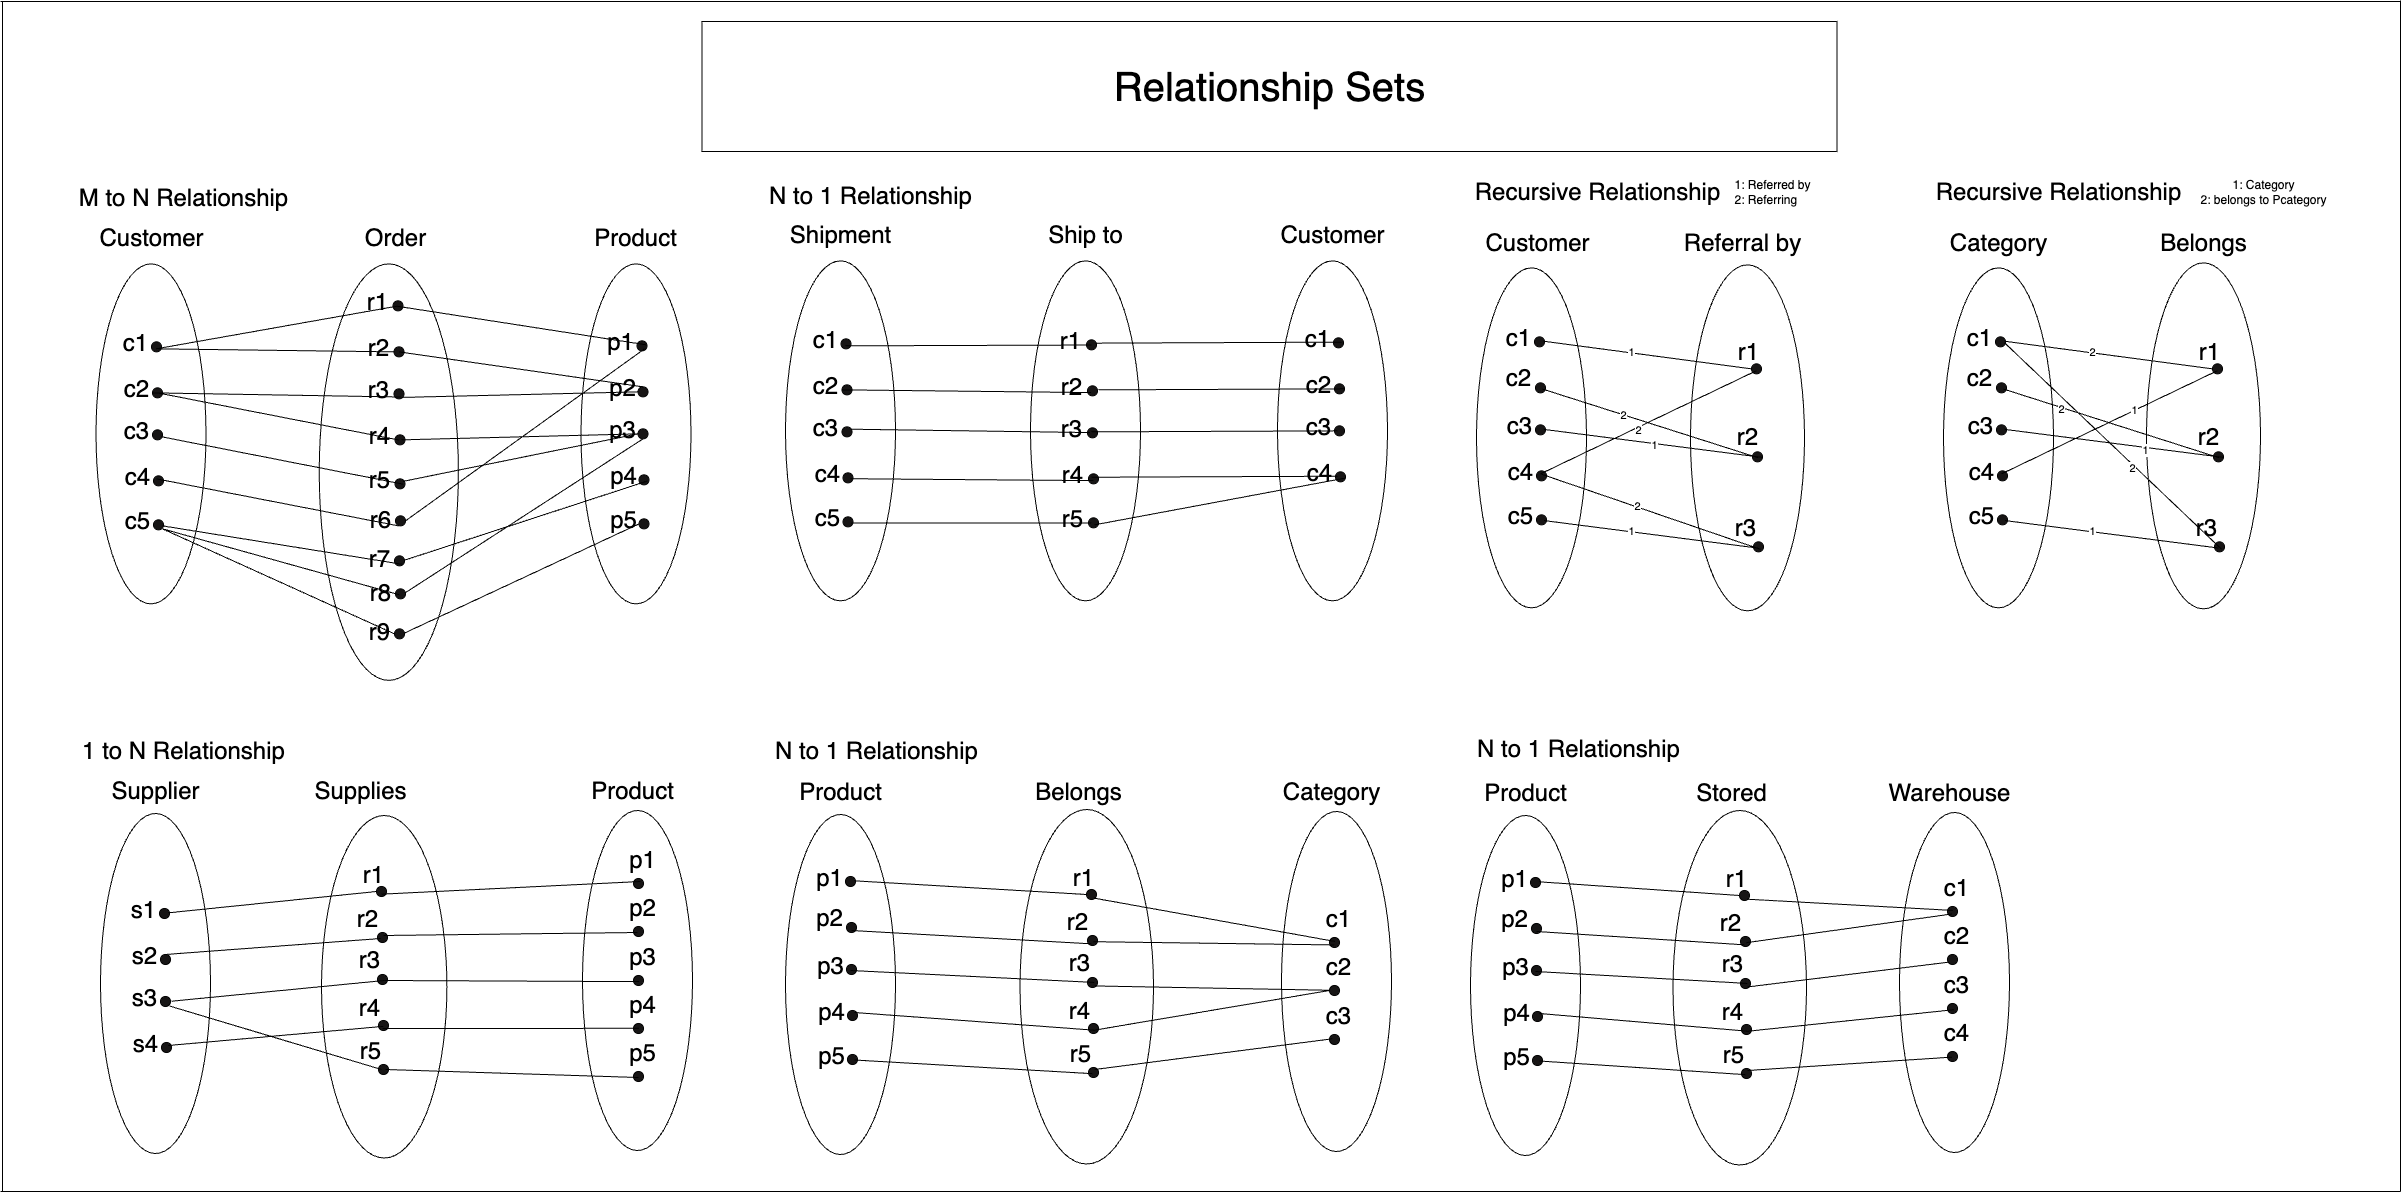 Relationship Sets
M to N Relationship
Customer
Order
Product
c1
c2
c3
c4
c5
r1
r2
r3
r4
r5
r6
r7
r8
r9
p1
p2
p3
p4
p5
N to 1 Relationship
Shipment
Ship to
Customer
c1
c2
c3
c4
c5
r1
r2
r3
r4
r5
c1
c2
c3
c4
Recursive Relationship
1: Referred by
2: Referring
Customer
Referral by
c1
c2
c3
c4
c5
1
2
2
1
2
1
r1
r2
r3
Recursive Relationship
1: Category
2: belongs to Pcategory
Category
Belongs
c1
c2
c3
c4
c5
2
2
1
1
2
1
r1
r2
r3
1 to N Relationship
Supplier
Supplies
Product
s1
s2
s3
s4
r1
r2
r3
r4
r5
p1
p2
p3
p4
p5
N to 1 Relationship
Product
Belongs
Category
p1
p2
p3
p4
p5
r1
r2
r3
r4
r5
c1
c2
c3
N to 1 Relationship
Product
Stored
Warehouse
p1
p2
p3
p4
p5
r1
r2
r3
r4
r5
c1
c2
c3
c4